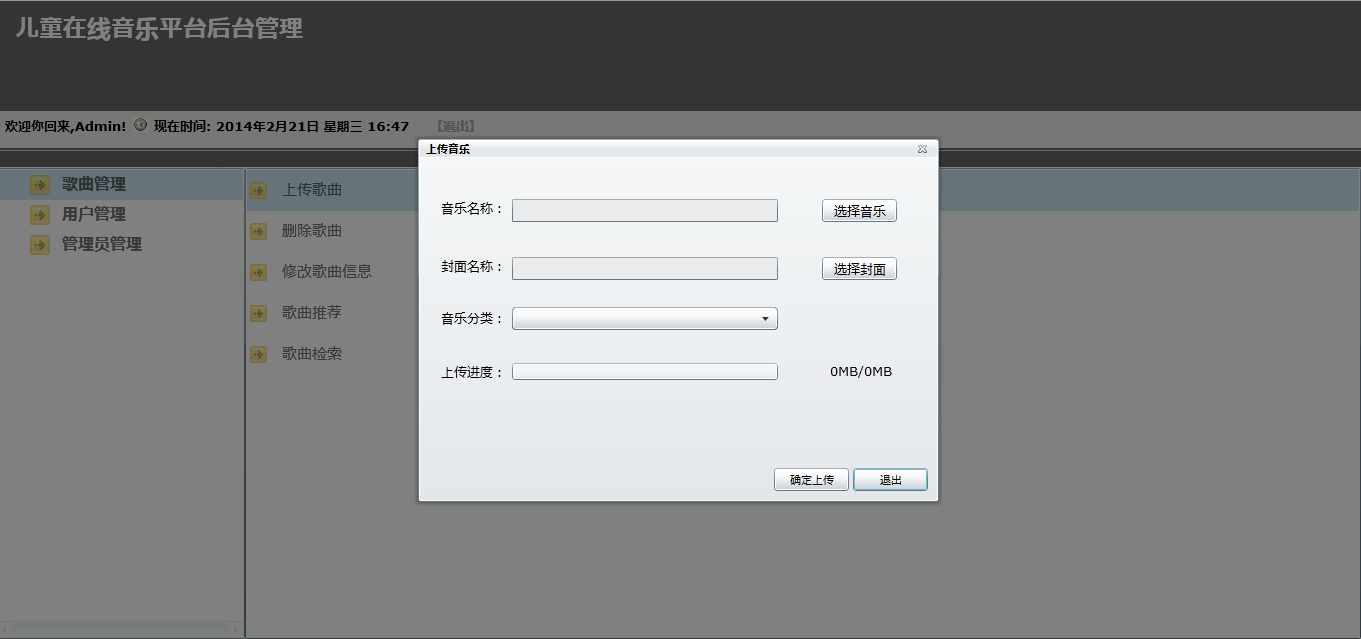 儿童在线音乐平台后台管理
欢迎你回来,Admin! 现在时间: 2014年2月21日 星期三 16:47 【退出】
上传音乐
歌曲管理
用户管理
管理员管理
上传歌曲
删除歌曲
修改歌曲信息
歌曲推荐
歌曲检索
音乐名称： 选择音乐
封面名称： 选择封面
音乐分类：
上传进度： 0MB/0MB
确定上传 退出